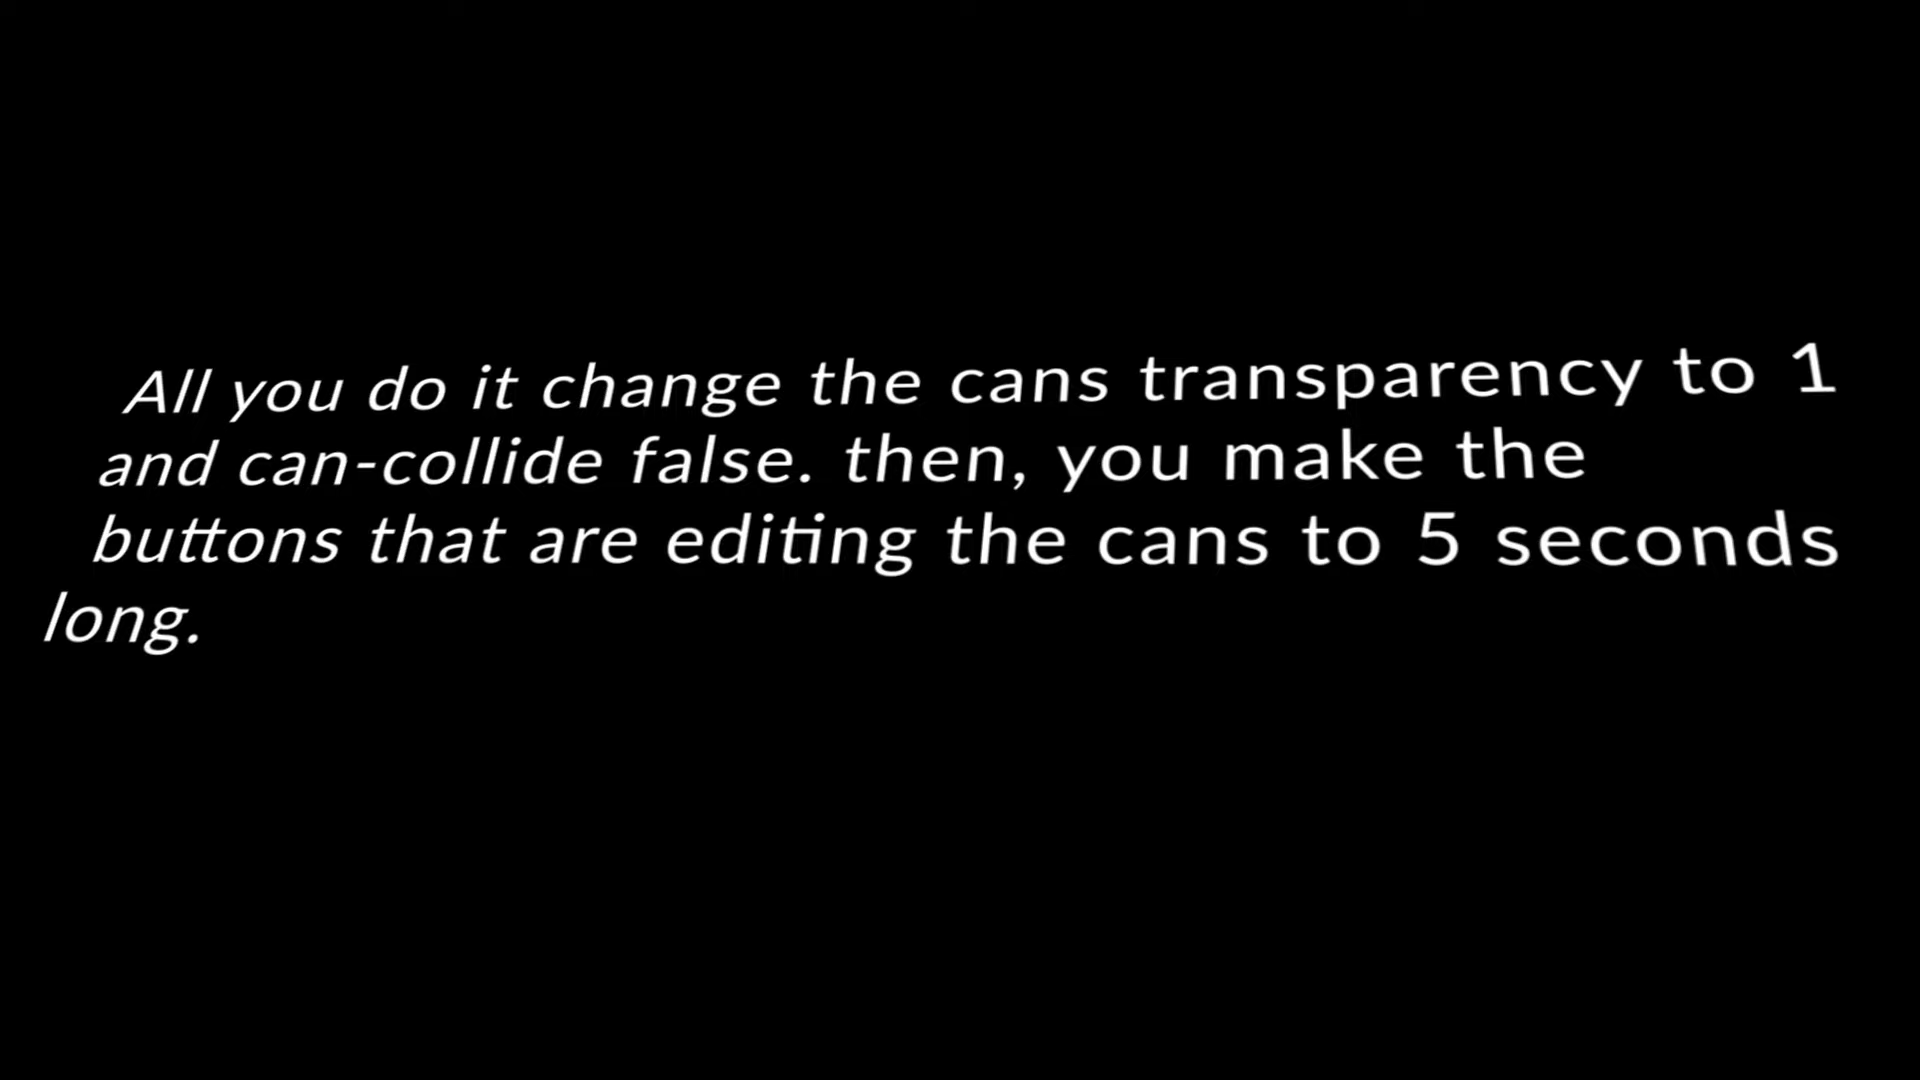 All you do it change the cans transparency to 1
and can-collide false. then, you make the
buttons that are editing the cans to 5 seconds
long.